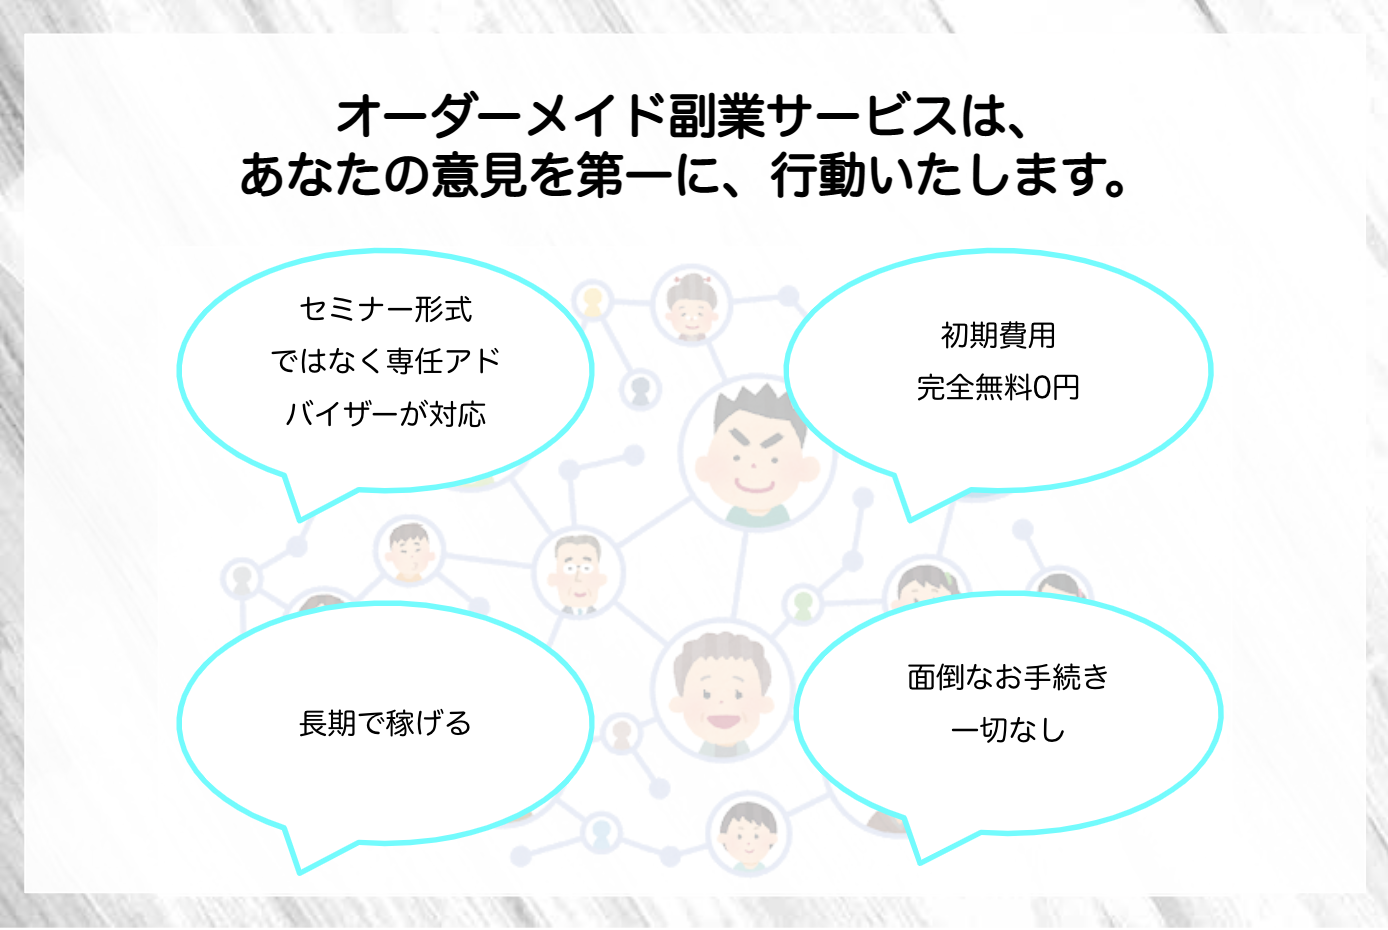 オーダーメイド副業サービスは、
あなたの意見を第一に、行動いたします。
セミナー形式
ではなく専任アド
バイザーが対応
初期費用
完全無料0円
長期で稼げる
面倒なお手続き
一切なし